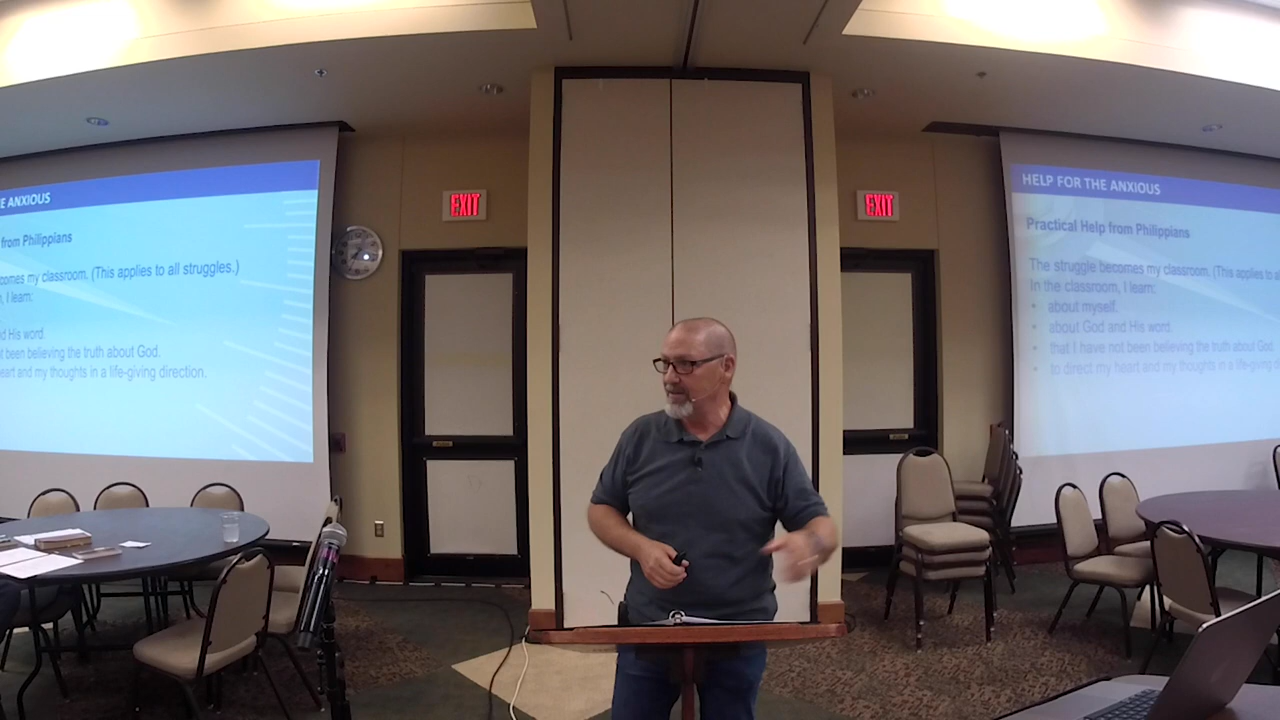 E ANXIOUS
from Philippians
comes my classroom. (This applies to all struggles.)
, I learn:
d His word.
t been believing the truth about God.
eart and my thoughts in a life-giving direction.
EXIT
EXIT
HELP FOR THE ANXIOUS
Practical Help from Philippians
The struggle becomes my classroom. (This applies to al
In the classroom, I learn:
• about myself.
• about God and His word.
• that I have not been believing the truth about God.
• to direct my heart and my thoughts in a life-giving